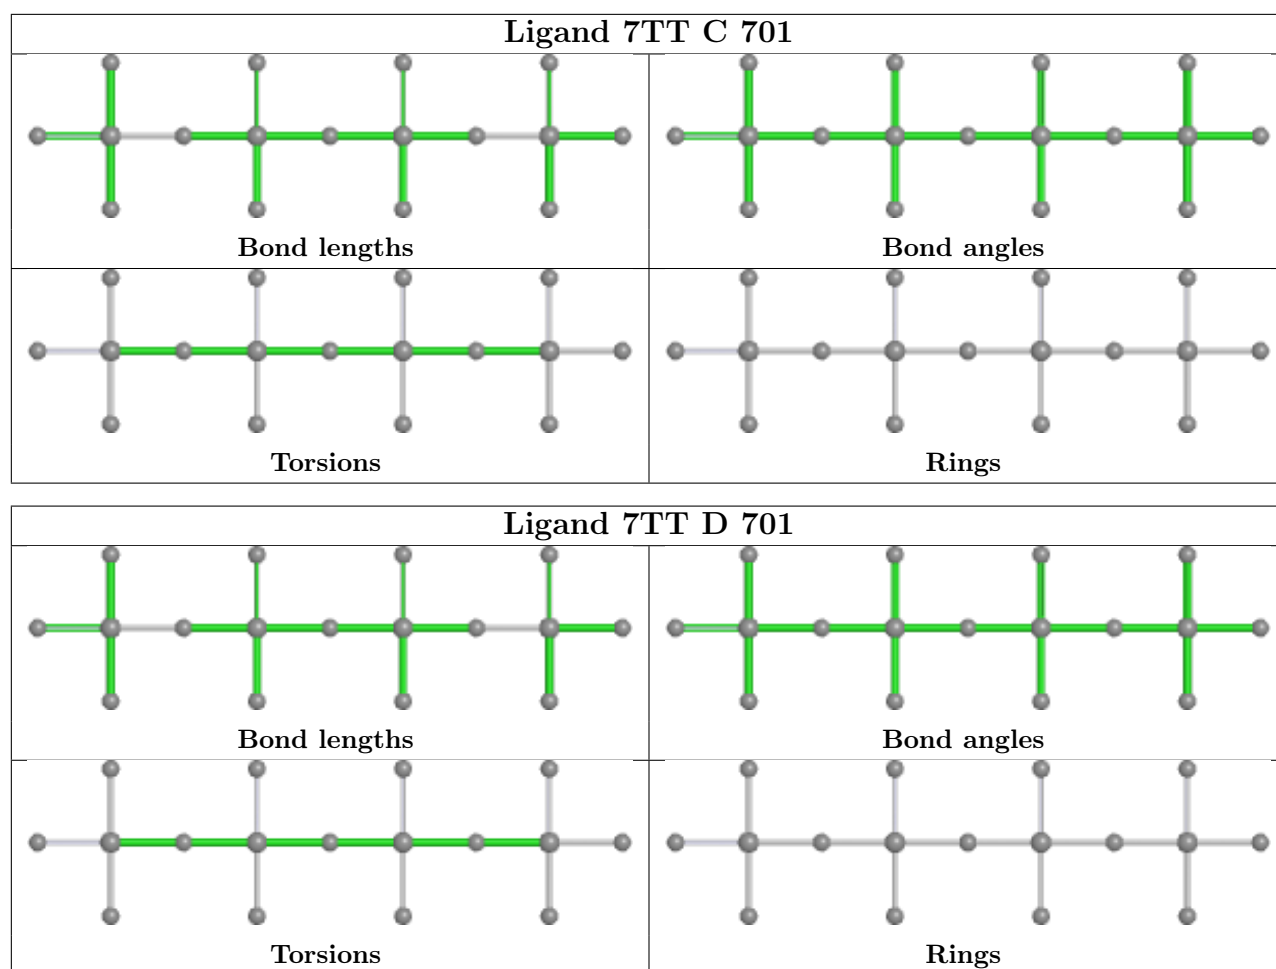 Ligand 7TT C 701
Bond lengths
Bond angles
Torsions
Rings
Ligand 7TT D 701
Bond lengths
Bond angles
Torsions
Rings